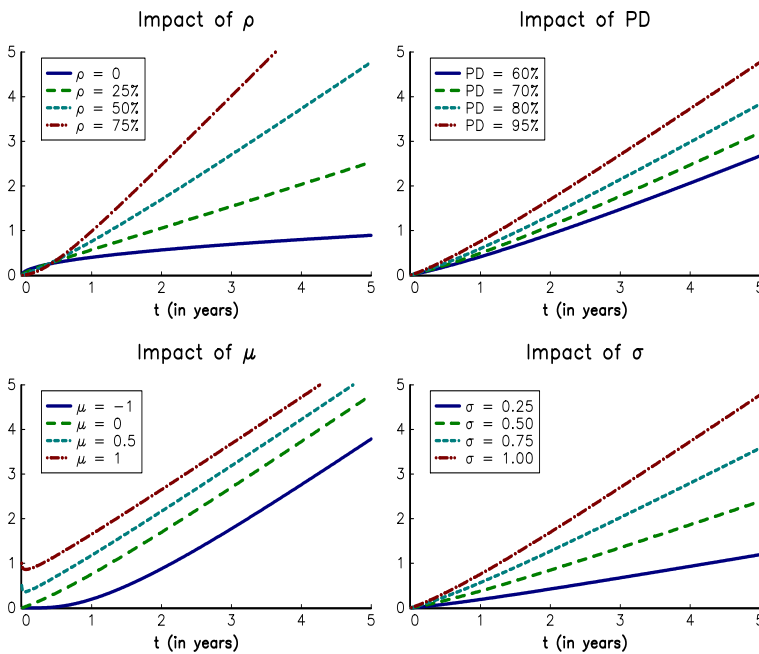 Impact of ρ
5
4
3
2
1
0
ρ = 0
ρ = 25%
ρ = 50%
ρ = 75%
0 1 2 3 4 5
t (in years)
Impact of PD
5
4
3
2
1
0
PD = 60%
PD = 70%
PD = 80%
PD = 95%
0 1 2 3 4 5
t (in years)
Impact of μ
5
4
3
2
1
0
μ = −1
μ = 0
μ = 0.5
μ = 1
0 1 2 3 4 5
t (in years)
Impact of σ
5
4
3
2
1
0
σ = 0.25
σ = 0.50
σ = 0.75
σ = 1.00
0 1 2 3 4 5
t (in years)